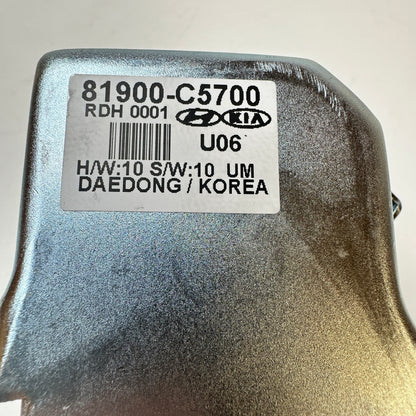 81900-C5700
RDH 0001 KIA
U06
H/W:10 S/W:10 UM
DAEDONG / KOREA